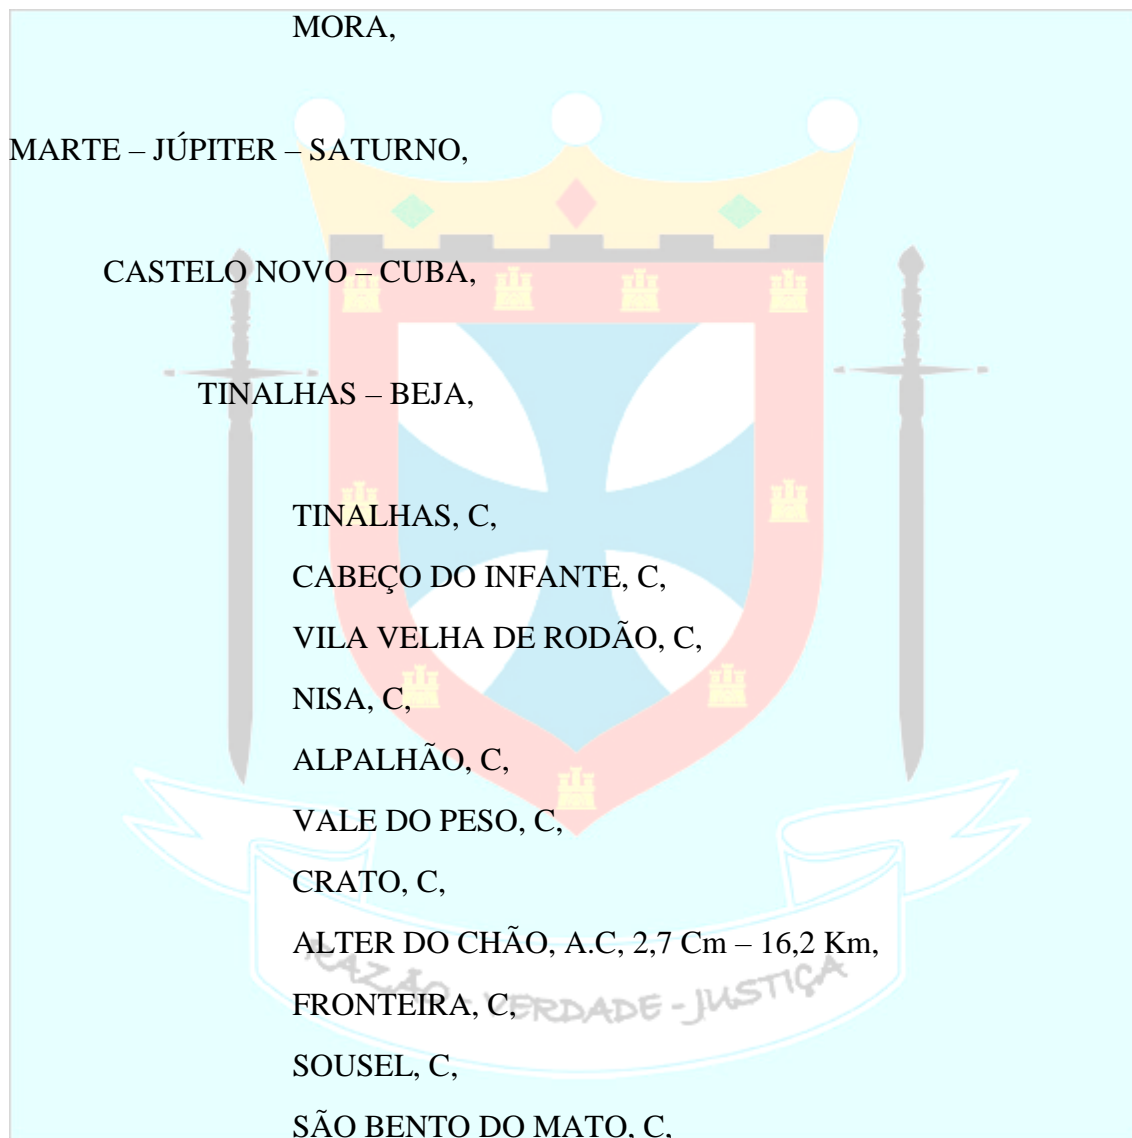 MORA,
MARTE – JÚPITER – SATURNO,
CASTELO NOVO – CUBA,
TINALHAS – BEJA,
TINALHAS, C,
CABEÇO DO INFANTE, C,
VILA VELHA DE RODÃO, C,
NISA, C,
ALPALHÃO, C,
VALE DO PESO, C,
CRATO, C,
ALTER DO CHÃO, A.C, 2,7 Cm – 16,2 Km,
RAZÃO - VERDADE - JUSTIÇA
FRONTEIRA, C,
SOUSEL, C,
SÃO BENTO DO MATO, C,